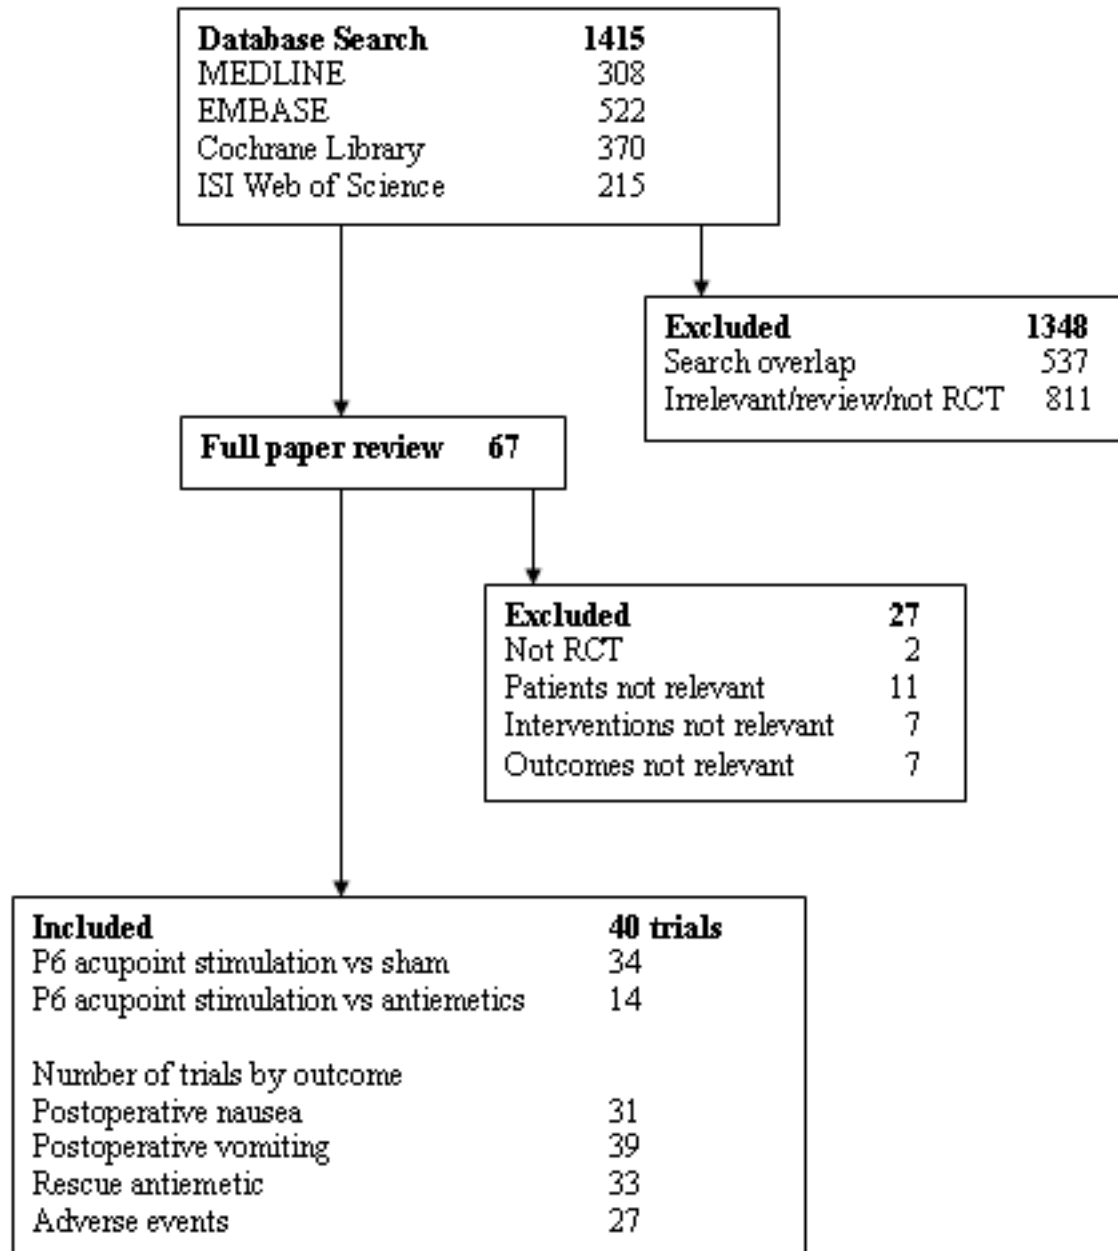 Database Search 1415
MEDLINE 308
EMBASE 522
Cochrane Library 370
ISI Web of Science 215
Excluded 1348
Search overlap 537
Irrelevant/review/not RCT 811
Full paper review 67
Excluded 27
Not RCT 2
Patients not relevant 11
Interventions not relevant 7
Outcomes not relevant 7
Included 40 trials
P6 acupoint stimulation vs sham 34
P6 acupoint stimulation vs antiemetics 14
Number of trials by outcome
Postoperative nausea 31
Postoperative vomiting 39
Rescue antiemetic 33
Adverse events 27